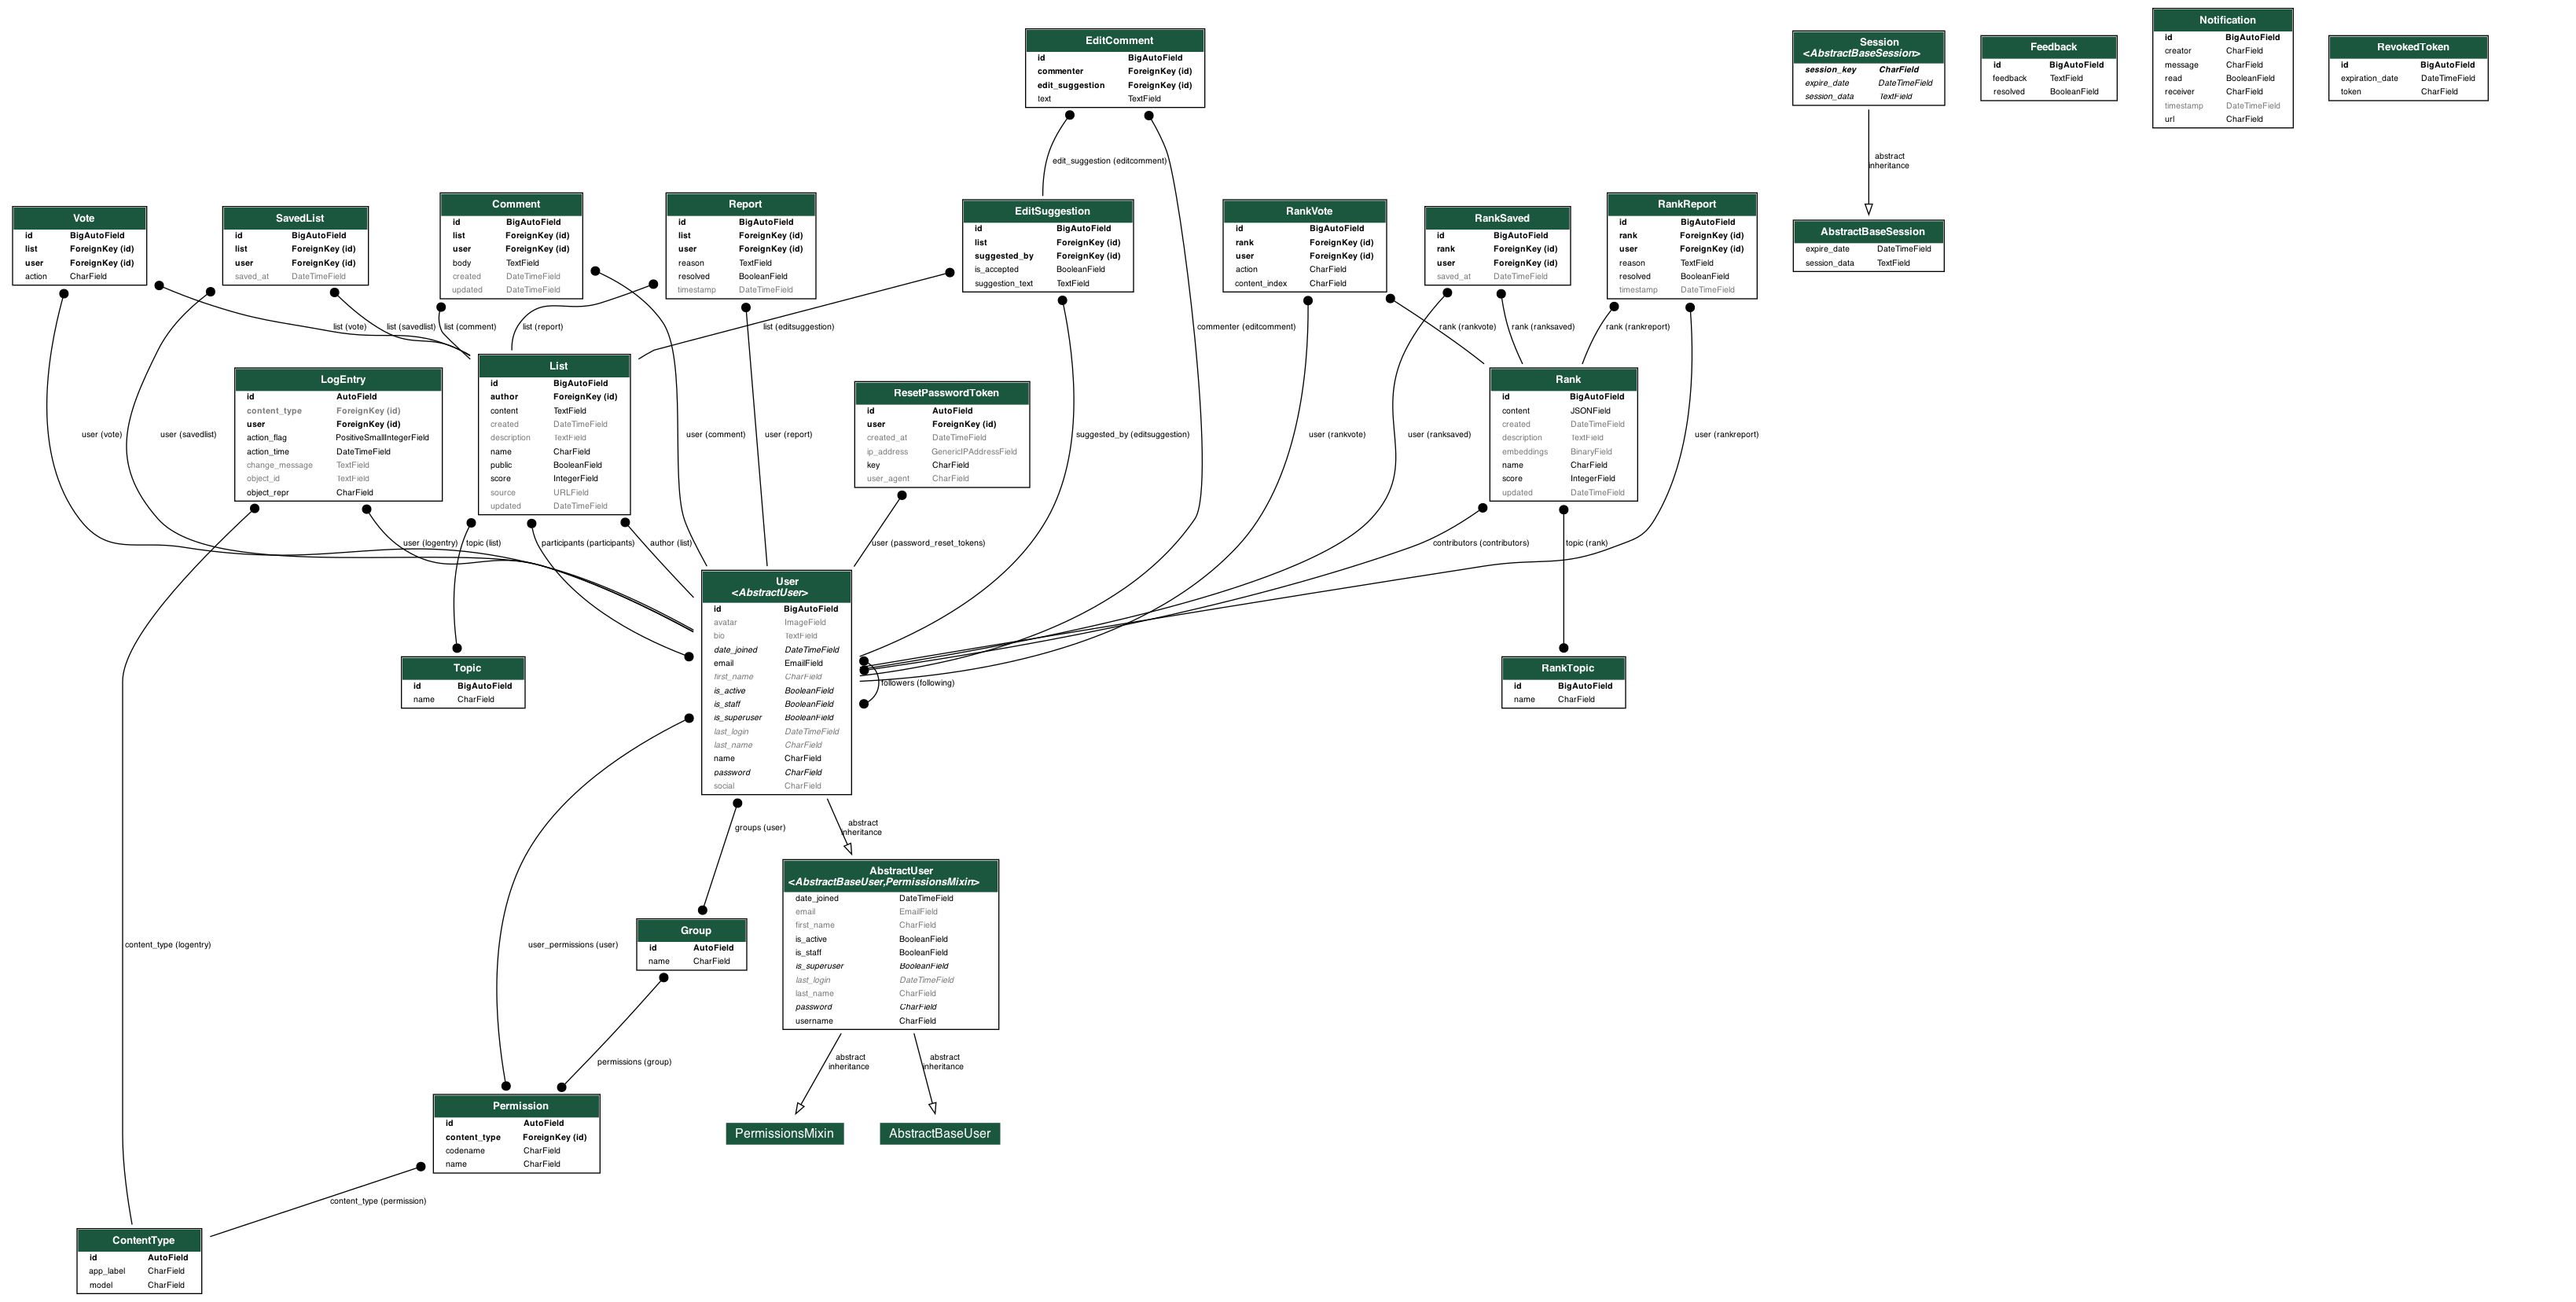 EditComment
id BigAutoField
commenter ForeignKey (id)
edit_suggestion ForeignKey (id)
text TextField
Session
<AbstractBaseSession>
session_key CharField
expire_date DateTimeField
session_data TextField
Feedback
id BigAutoField
feedback TextField
resolved BooleanField
Notification
id BigAutoField
creator CharField
message CharField
read BooleanField
receiver CharField
timestamp DateTimeField
url CharField
RevokedToken
id BigAutoField
expiration_date DateTimeField
token CharField
edit_suggestion (editcomment)
abstract
inheritance
Vote
id BigAutoField
list ForeignKey (id)
user ForeignKey (id)
action CharField
SavedList
id BigAutoField
list ForeignKey (id)
user ForeignKey (id)
saved_at DateTimeField
Comment
id BigAutoField
list ForeignKey (id)
user ForeignKey (id)
body TextField
created DateTimeField
updated DateTimeField
Report
id BigAutoField
list ForeignKey (id)
user ForeignKey (id)
reason TextField
resolved BooleanField
timestamp DateTimeField
EditSuggestion
id BigAutoField
list ForeignKey (id)
suggested_by ForeignKey (id)
is_accepted BooleanField
suggestion_text TextField
RankVote
id BigAutoField
rank ForeignKey (id)
user ForeignKey (id)
action CharField
content_index CharField
RankSaved
id BigAutoField
rank ForeignKey (id)
user ForeignKey (id)
saved_at DateTimeField
RankReport
id BigAutoField
rank ForeignKey (id)
user ForeignKey (id)
reason TextField
resolved BooleanField
timestamp DateTimeField
AbstractBaseSession
expire_date DateTimeField
session_data TextField
list (vote)
list (savedlist)
list (comment)
list (report)
list (editsuggestion)
commenter (editcomment)
rank (rankvote)
rank (ranksaved)
rank (rankreport)
LogEntry
id AutoField
content_type ForeignKey (id)
user ForeignKey (id)
action_flag PositiveSmallIntegerField
action_time DateTimeField
change_message TextField
object_id TextField
object_repr CharField
List
id BigAutoField
author ForeignKey (id)
content TextField
created DateTimeField
description TextField
name CharField
public BooleanField
score IntegerField
source URLField
updated DateTimeField
ResetPasswordToken
id AutoField
user ForeignKey (id)
created_at DateTimeField
ip_address GenericIPAddressField
key CharField
user_agent CharField
Rank
id BigAutoField
content JSONField
created DateTimeField
description TextField
embeddings BinaryField
name CharField
score IntegerField
updated DateTimeField
user (vote)
user (savedlist)
user (comment)
user (report)
suggested_by (editsuggestion)
user (rankvote)
user (ranksaved)
user (rankreport)
user (logentry)
topic (list)
participants (participants)
author (list)
user (password_reset_tokens)
contributors (contributors)
topic (rank)
User
<AbstractUser>
id BigAutoField
avatar ImageField
bio TextField
date_joined DateTimeField
email EmailField
first_name CharField
is_active BooleanField
is_staff BooleanField
is_superuser BooleanField
last_login DateTimeField
last_name CharField
name CharField
password CharField
social CharField
followers (following)
Topic
id BigAutoField
name CharField
RankTopic
id BigAutoField
name CharField
groups (user)
abstract
inheritance
AbstractUser
<AbstractBaseUser,PermissionsMixin>
date_joined DateTimeField
email EmailField
first_name CharField
is_active BooleanField
is_staff BooleanField
is_superuser BooleanField
last_login DateTimeField
last_name CharField
password CharField
username CharField
content_type (logentry)
user_permissions (user)
Group
id AutoField
name CharField
permissions (group)
abstract
inheritance
abstract
inheritance
Permission
id AutoField
content_type ForeignKey (id)
codename CharField
name CharField
PermissionsMixin
AbstractBaseUser
content_type (permission)
ContentType
id AutoField
app_label CharField
model CharField